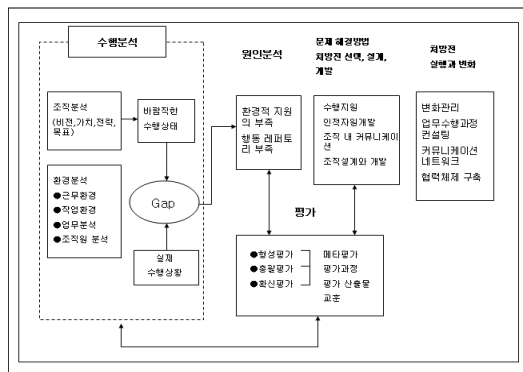 수행분석
조직분석
(비전,가치,전략,
목표)
바람직한
수행상태
환경분석
●근무환경
●작업환경
●업무분석
●조직원 분석
Gap
실제
수행상황
원인분석
환경적 지원
의 부족
행동 레퍼토
리 부족
문제 해결방법
처방전 선택, 설계,
개발
수행지원
인적자원개발
조직 내 커뮤니케이
션
조직설계와 개발
처방전
실행과 변화
변화관리
업무수행과정
컨설팅
커뮤니케이션
네트워크
협력체제 구축
평가
●형성평가
●총괄평가
●확신평가
메타평가
평가과정
평가 산출물
교훈